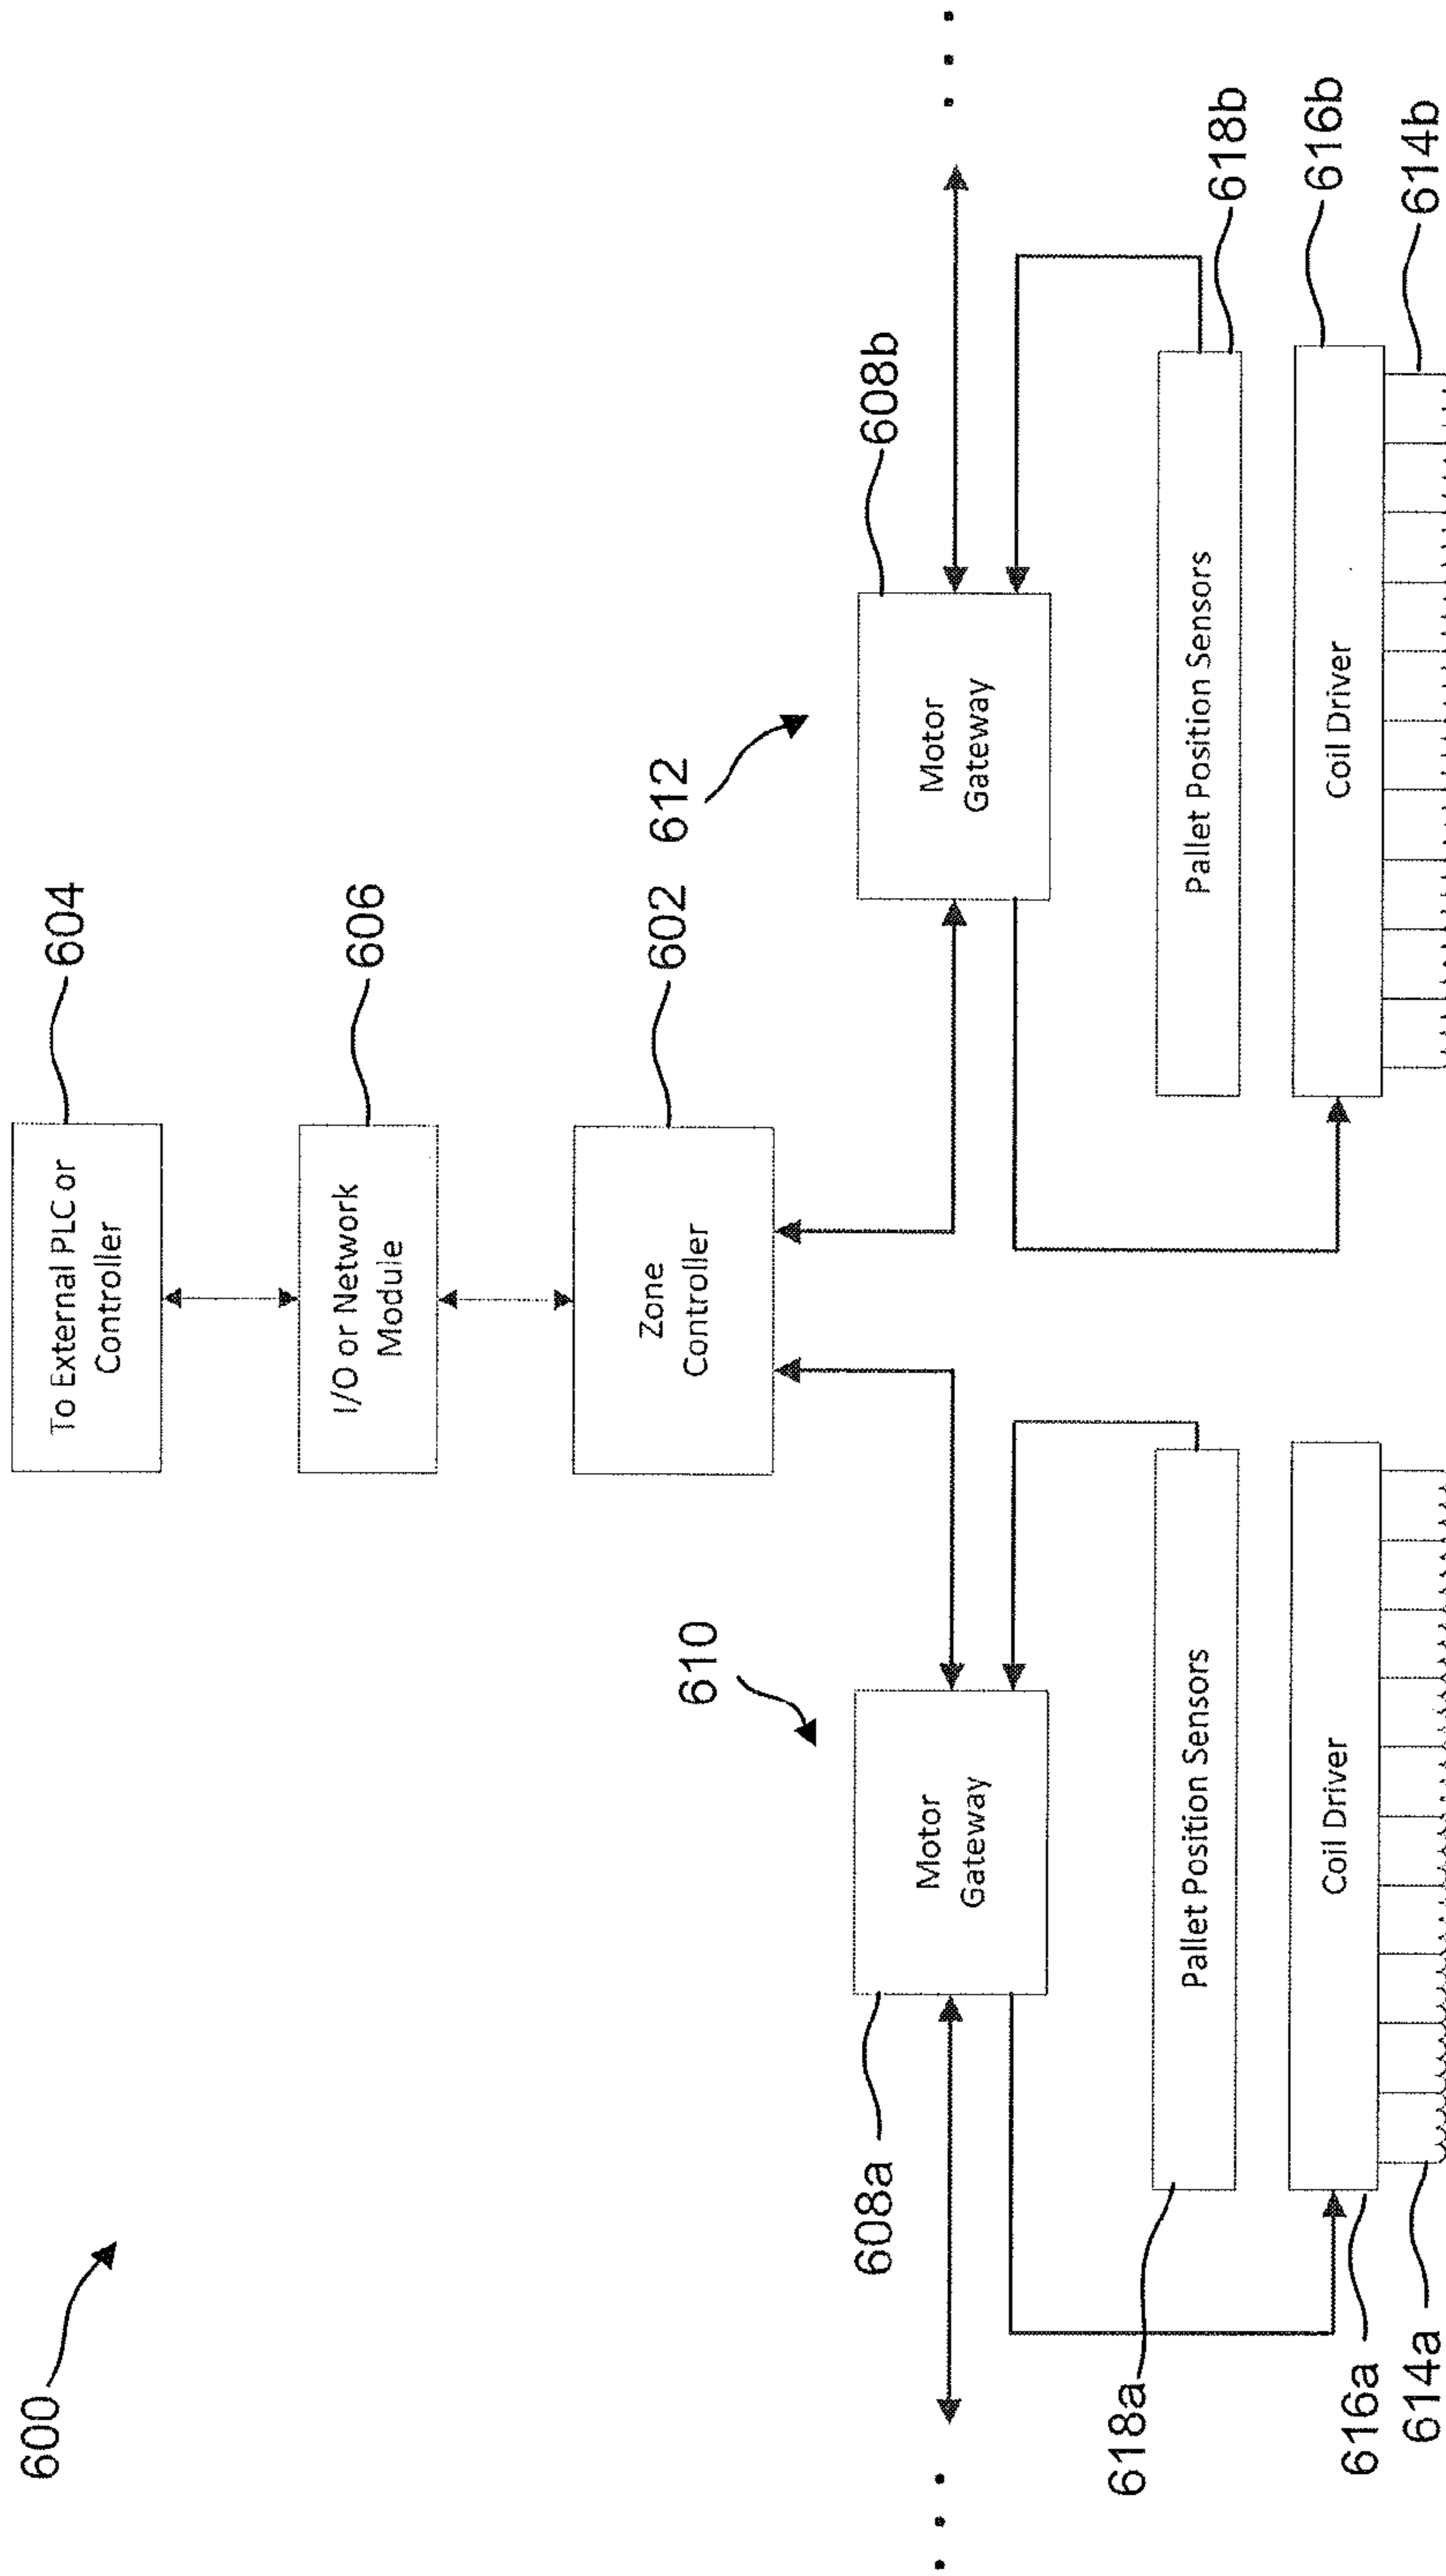 600
To External PLC or
Controller
604
I/O or Network
Module
606
Zone
Controller
602
610
612
608a
Motor
Gateway
Motor
Gateway
608b
618a
Pallet Position Sensors
Pallet Position Sensors
618b
616a
Coil Driver
Coil Driver
616b
614a
614b